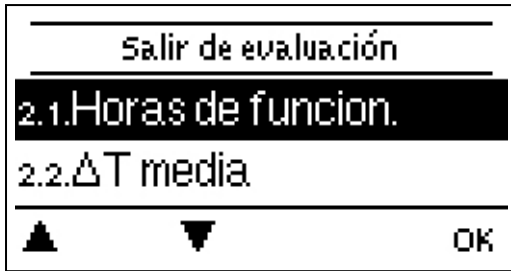 Salir de evaluación
2.1.Horas de funcion.
2.2.ΔT media
▲ ▼ OK